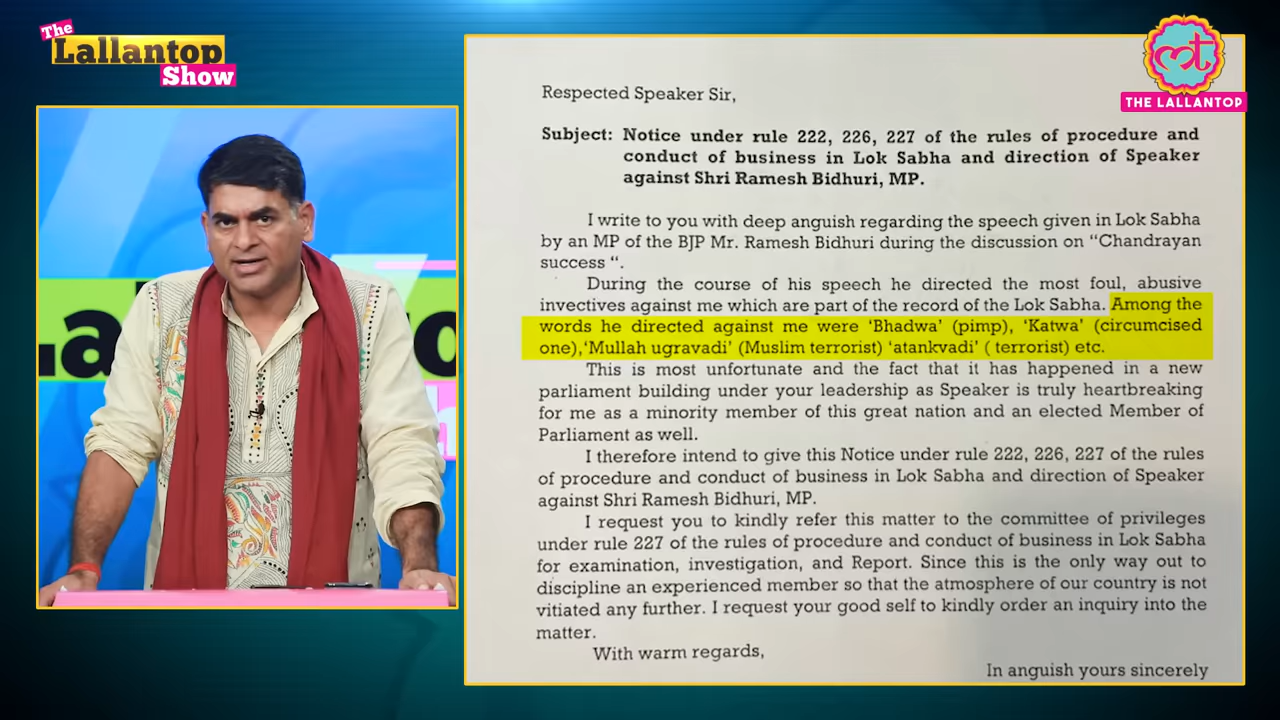 The
Lallantop
Show
लт
THE LALLANTOP
Respected Speaker Sir,
Subject: Notice under rule 222, 226, 227 of the rules of procedure and
conduct of business in Lok Sabha and direction of Speaker
against Shri Ramesh Bidhuri, MP.
I write to you with deep anguish regarding the speech given in Lok Sabha
by an MP of the BJP Mr. Ramesh Bidhuri during the discussion on “Chandrayan
success “.
During the course of his speech he directed the most foul, abusive
invectives against me which are part of the record of the Lok Sabha. Among the
words he directed against me were ‘Bhadwa’ (pimp), ‘Katwa’ (circumcised
one),‘Mullah ugravadi’ (Muslim terrorist) ‘atankvadi’ ( terrorist) etc.
This is most unfortunate and the fact that it has happened in a new
parliament building under your leadership as Speaker is truly heartbreaking
for me as a minority member of this great nation and an elected Member of
Parliament as well.
I therefore intend to give this Notice under rule 222, 226, 227 of the rules
of procedure and conduct of business in Lok Sabha and direction of Speaker
against Shri Ramesh Bidhuri, MP.
I request you to kindly refer this matter to the committee of privileges
under rule 227 of the rules of procedure and conduct of business in Lok Sabha
for examination, investigation, and Report. Since this is the only way out to
discipline an experienced member so that the atmosphere of our country is not
vitiated any further. I request your good self to kindly order an inquiry into the
matter.
With warm regards,
In anguish yours sincerely